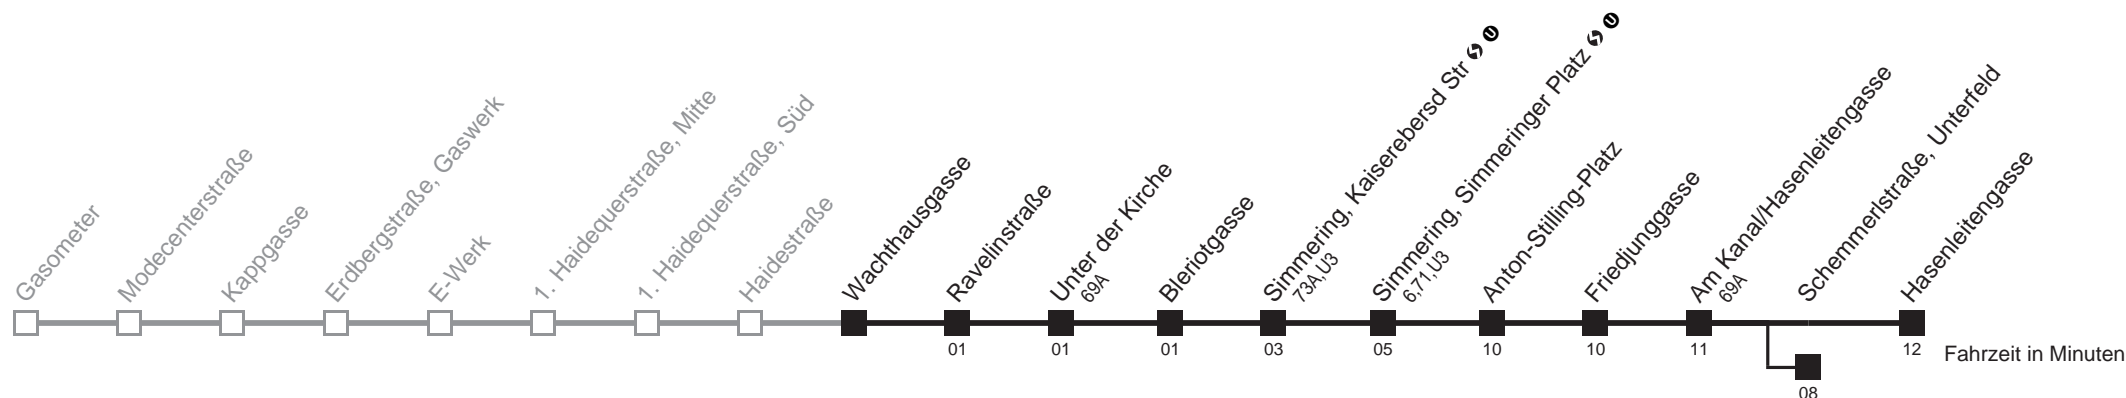 Gasometer
Modecenterstraße
Kappgasse
Erdbergstraße, Gaswerk
E-Werk
1. Haidequerstraße, Mitte
1. Haidequerstraße, Süd
Haidestraße
Wachthausgasse
Ravelinstraße
Unter der Kirche
69A
Bleriotgasse
Simmering, Kaiserebersd Str S U
73A,U3
Simmering, Simmeringer Platz S U
6,71,U3
Anton-Stilling-Platz
Friedjunggasse
Am Kanal/Hasenleitengasse
69A
Schemmerlstraße, Unterfeld
Hasenleitengasse
01
01
01
03
05
10
10
11
12
Fahrzeit in Minuten
08